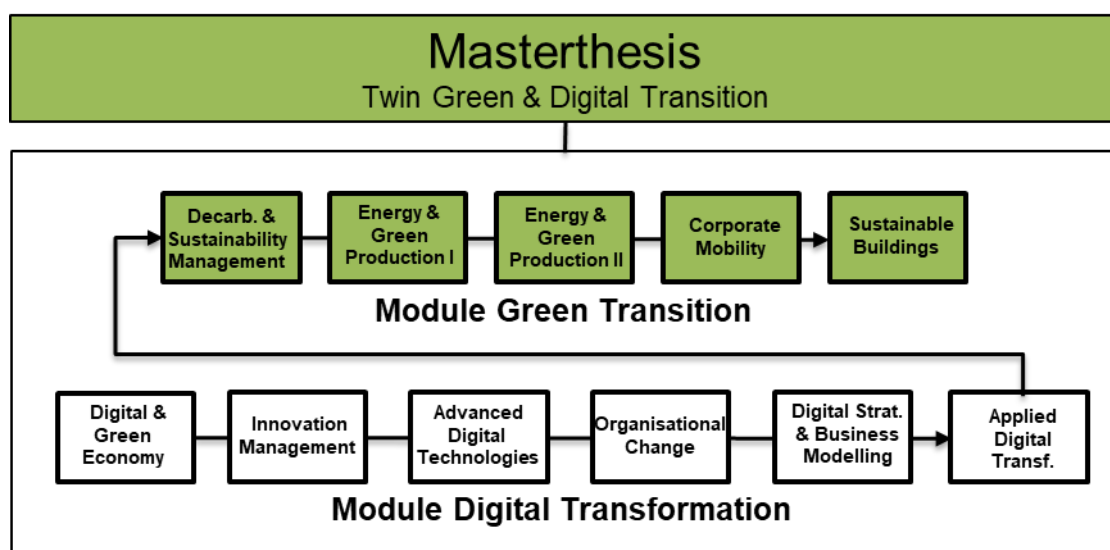 Masterthesis
Twin Green & Digital Transition
Decarb. &
Sustainability
Management
Energy &
Green
Production I
Energy &
Green
Production II
Corporate
Mobility
Sustainable
Buildings
Module Green Transition
Digital &
Green
Economy
Innovation
Management
Advanced
Digital
Technologies
Organisational
Change
Digital Strat.
& Business
Modelling
Applied
Digital
Transf.
Module Digital Transformation